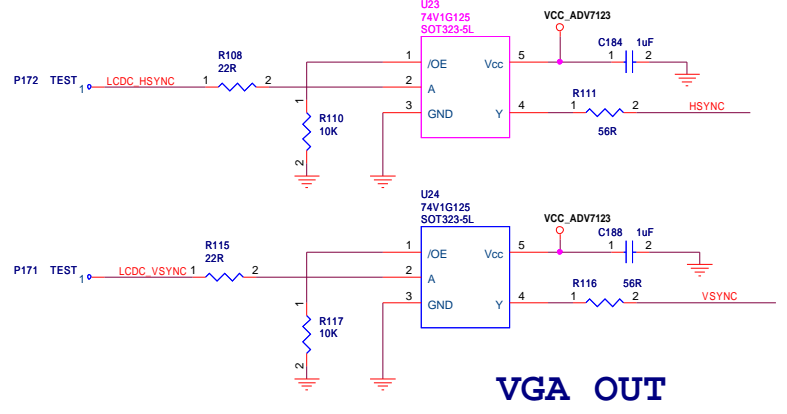 U23
74V1G125
SOT323-5L
VCC_ADV7123
R108
22R
C184 1uF
1 /OE Vcc 5
1 2
P172 TEST 1 LCDC_HSYNC 1 2
2 A
R111
1
R110
10K
2
3 GND Y 4
1 2 HSYNC
56R
U24
74V1G125
SOT323-5L
VCC_ADV7123
R115
22R
C188 1uF
1 /OE Vcc 5
1 2
P171 TEST 1 LCDC_VSYNC 1 2
2 A
R116 56R
1
R117
10K
2
3 GND Y 4
1 2 VSYNC
VGA OUT